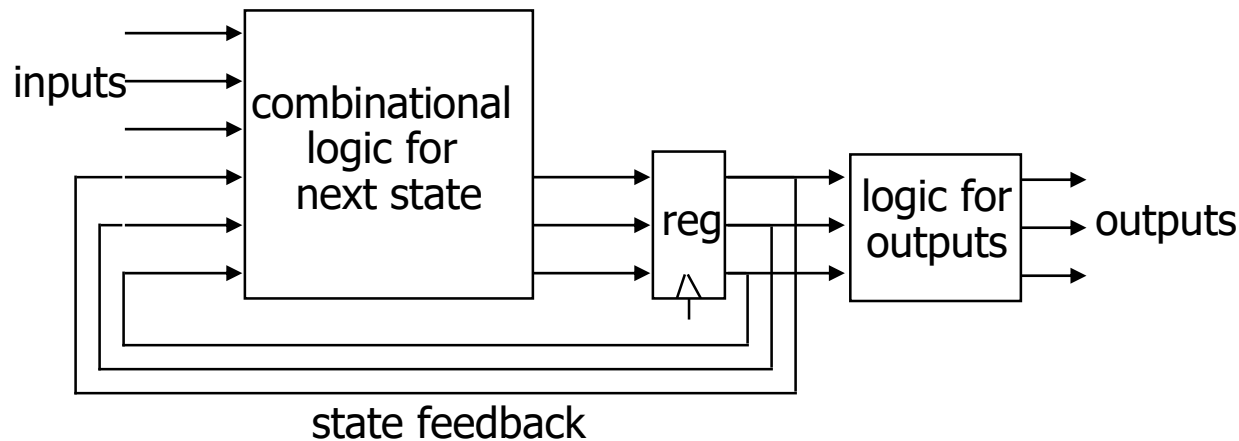 inputs
combinational
logic for
next state
reg
logic for
outputs
outputs
state feedback